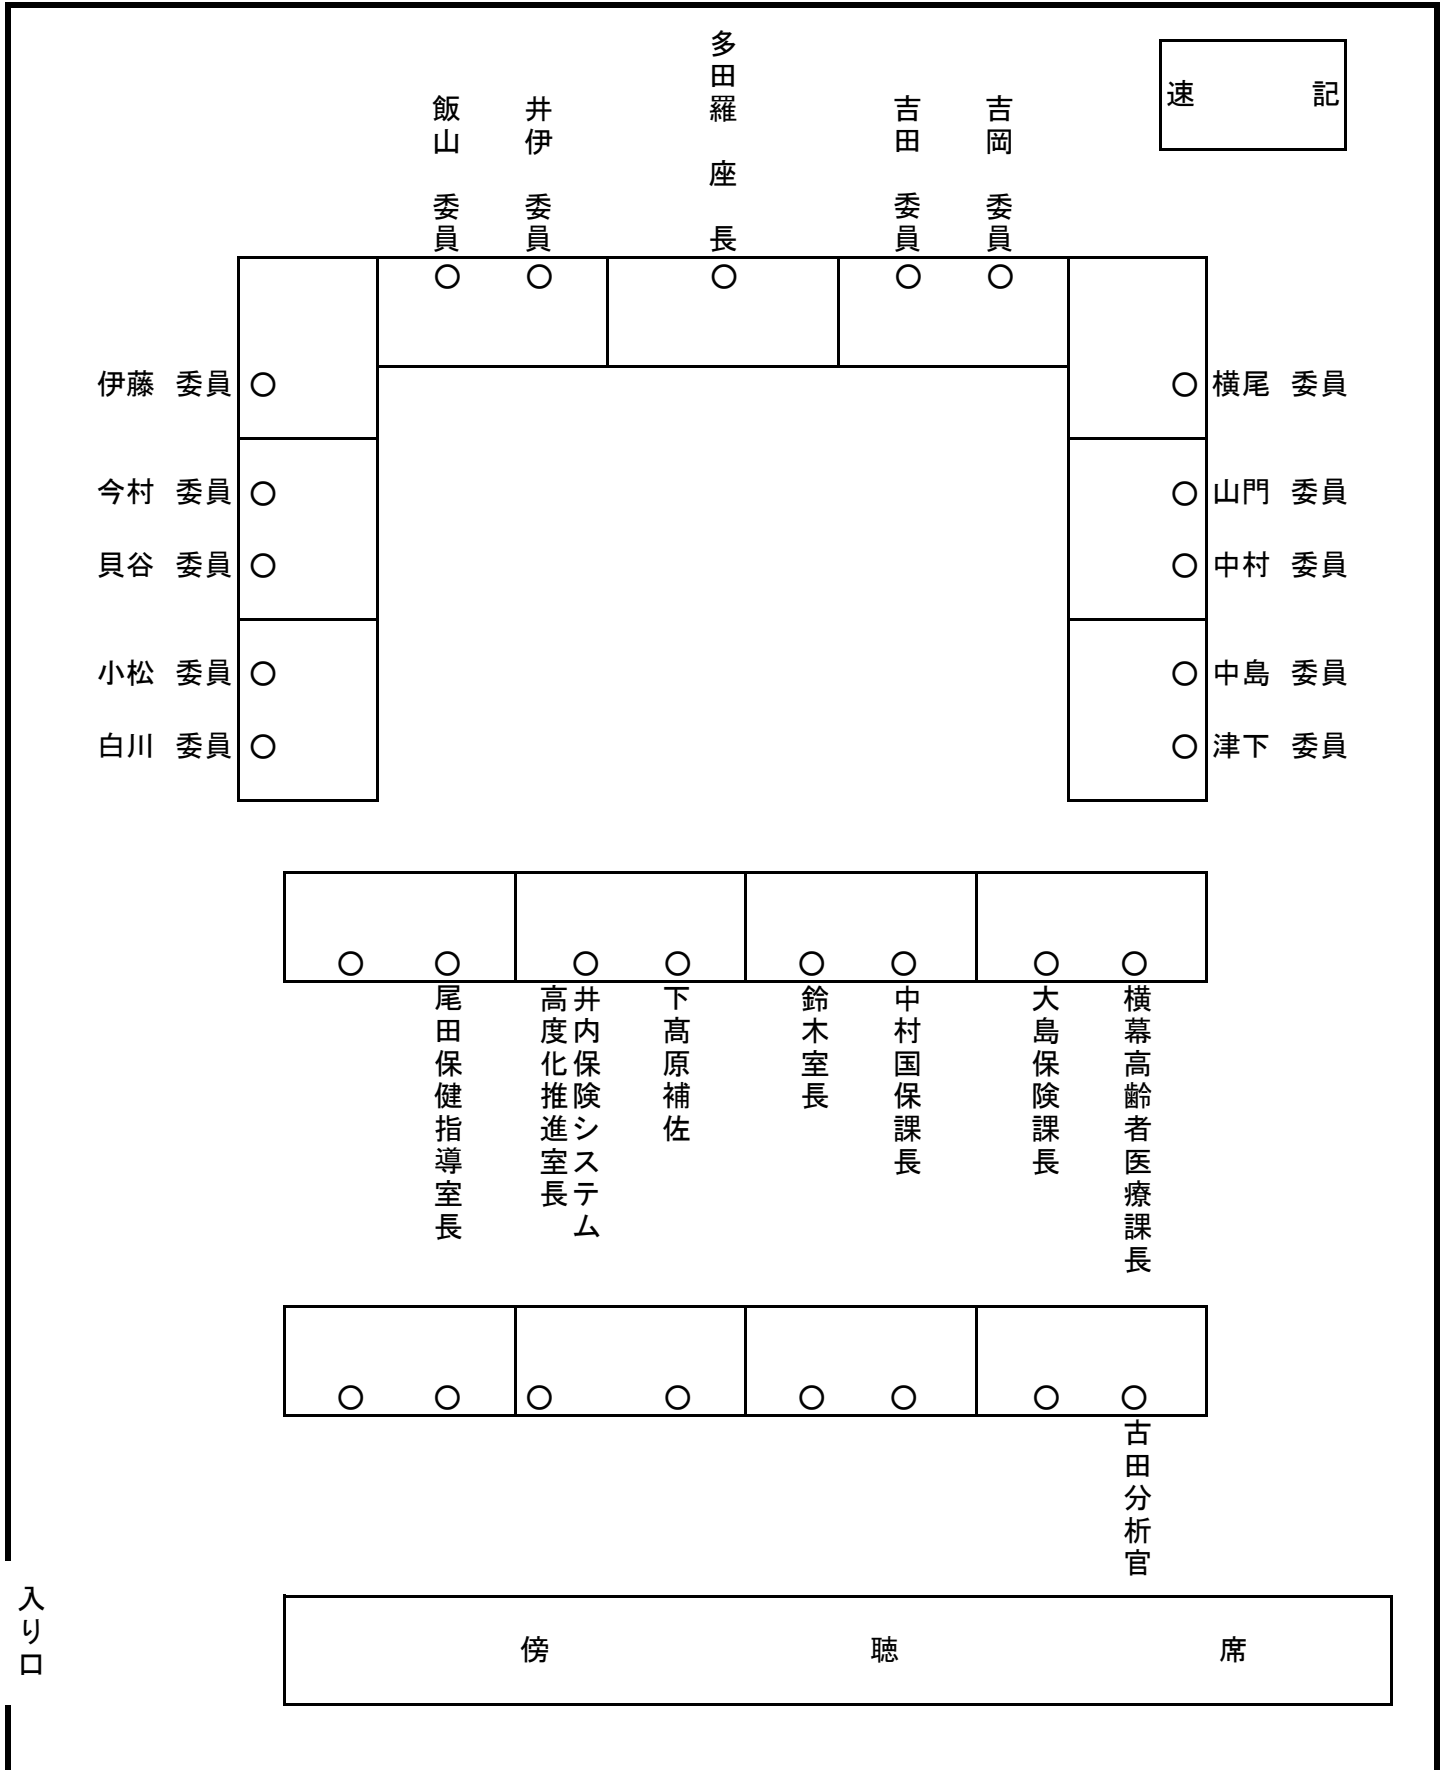 速記
多田羅 座長
飯山 委員
井伊 委員
吉田 委員
吉岡 委員
伊藤 委員
横尾 委員
今村 委員
山門 委員
貝谷 委員
中村 委員
小松 委員
中島 委員
白川 委員
津下 委員
尾田保健指導室長
井内保険システム
高度化推進室長
下髙原補佐
鈴木室長
中村国保課長
大島保険課長
横幕高齢者医療課長
古田分析官
入り口
傍聴席